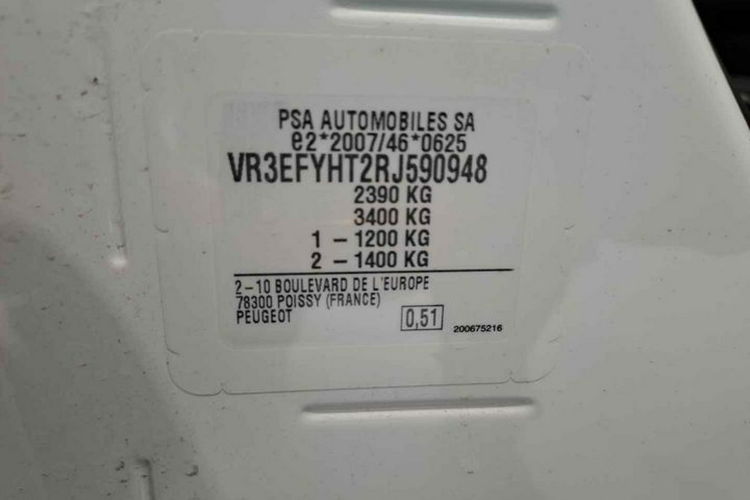 PSA AUTOMOBILES SA
e2*2007/46*0625
VR3EFYHT2RJ590948
2390 KG
3400 KG
1 – 1200 KG
2 – 1400 KG
2–10 BOULEVARD DE L'EUROPE
78300 POISSY (FRANCE)
PEUGEOT 0,51 200675216